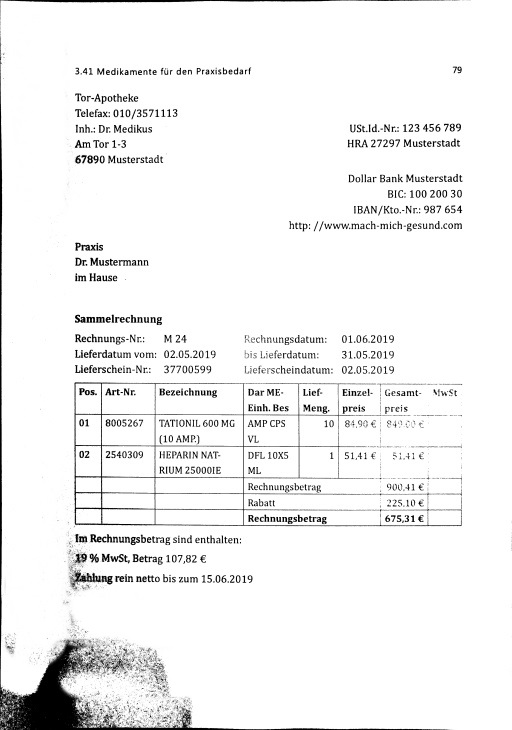 3.41 Medikamente für den Praxisbedarf 79
Tor-Apotheke
Telefax: 010/3571113
Inh.: Dr. Medikus
Am Tor 1-3
67890 Musterstadt
USt.Id.-Nr.: 123 456 789
HRA 27297 Musterstadt
Dollar Bank Musterstadt
BIC: 100 200 30
IBAN/Kto.-Nr.: 987 654
http: //www.mach-mich-gesund.com
Praxis
Dr. Mustermann
im Hause
Sammelrechnung
Rechnungs-Nr.: M 24 Rechnungsdatum: 01.06.2019
Lieferdatum vom: 02.05.2019 bis Lieferdatum: 31.05.2019
Lieferschein-Nr.: 37700599 Lieferscheindatum: 02.05.2019
Pos. Art-Nr. Bezeichnung Dar ME- Lief- Einzel- Gesamt- MwSt
Einh. Bes Meng. preis preis
01 8005267 TATIONIL 600 MG AMP CPS 10 84,90 € 849,00 €
(10 AMP.) VL
02 2540309 HEPARIN NAT- DFL 10X5 1 51,41 € 51,41 €
RIUM 25000IE ML
Rechnungsbetrag 900,41 €
Rabatt 225,10 €
Rechnungsbetrag 675,31 €
Im Rechnungsbetrag sind enthalten:
19 % MwSt, Betrag 107,82 €
Zahlung rein netto bis zum 15.06.2019